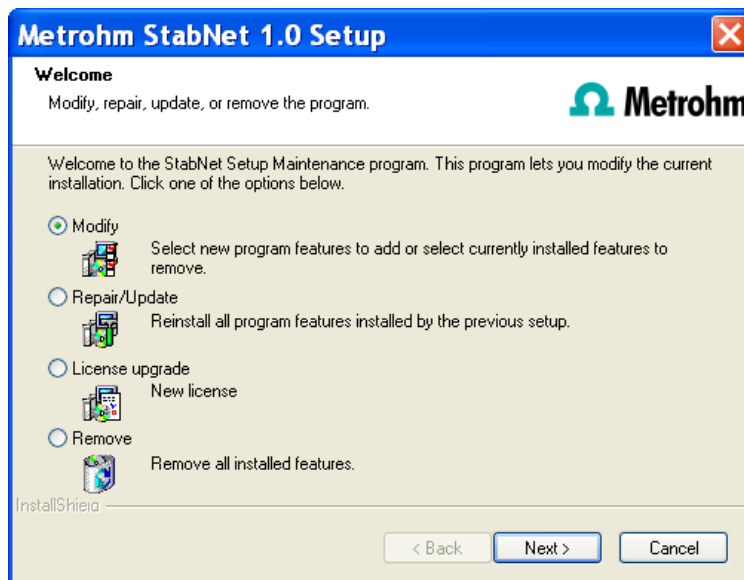 Metrohm StabNet 1.0 Setup
Welcome
Modify, repair, update, or remove the program.
Metrohm
Welcome to the StabNet Setup Maintenance program. This program lets you modify the current
installation. Click one of the options below.
Modify
Select new program features to add or select currently installed features to
remove.
Repair/Update
Reinstall all program features installed by the previous setup.
License upgrade
New license
Remove
Remove all installed features.
InstallShield
< Back
Next >
Cancel